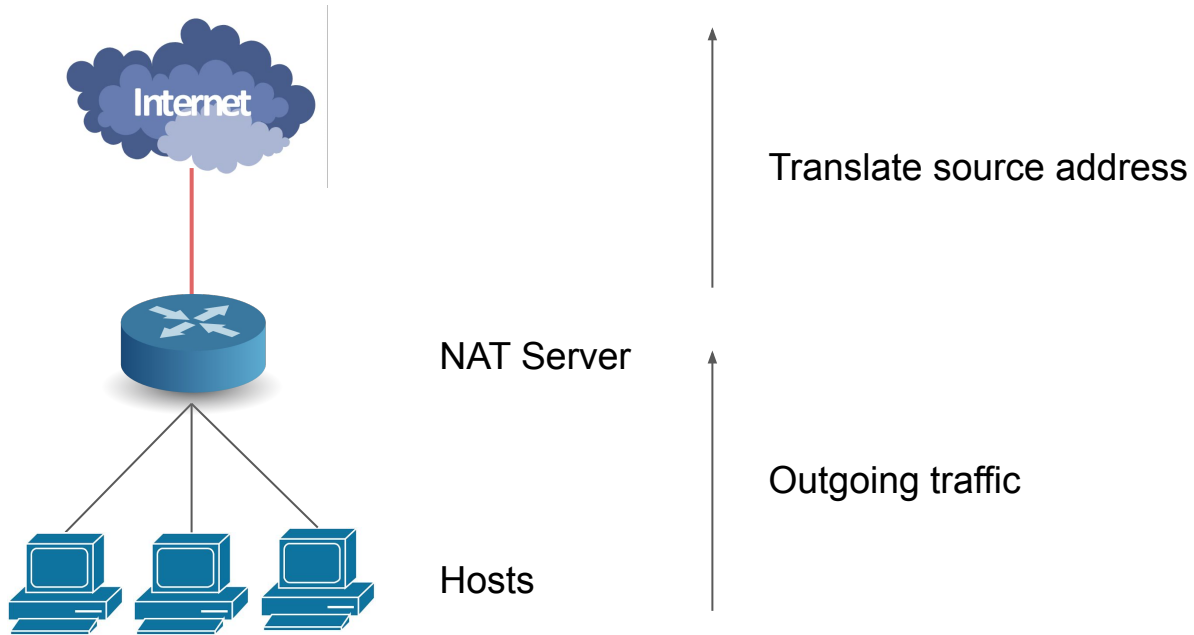 Internet
Translate source address
NAT Server
Outgoing traffic
Hosts